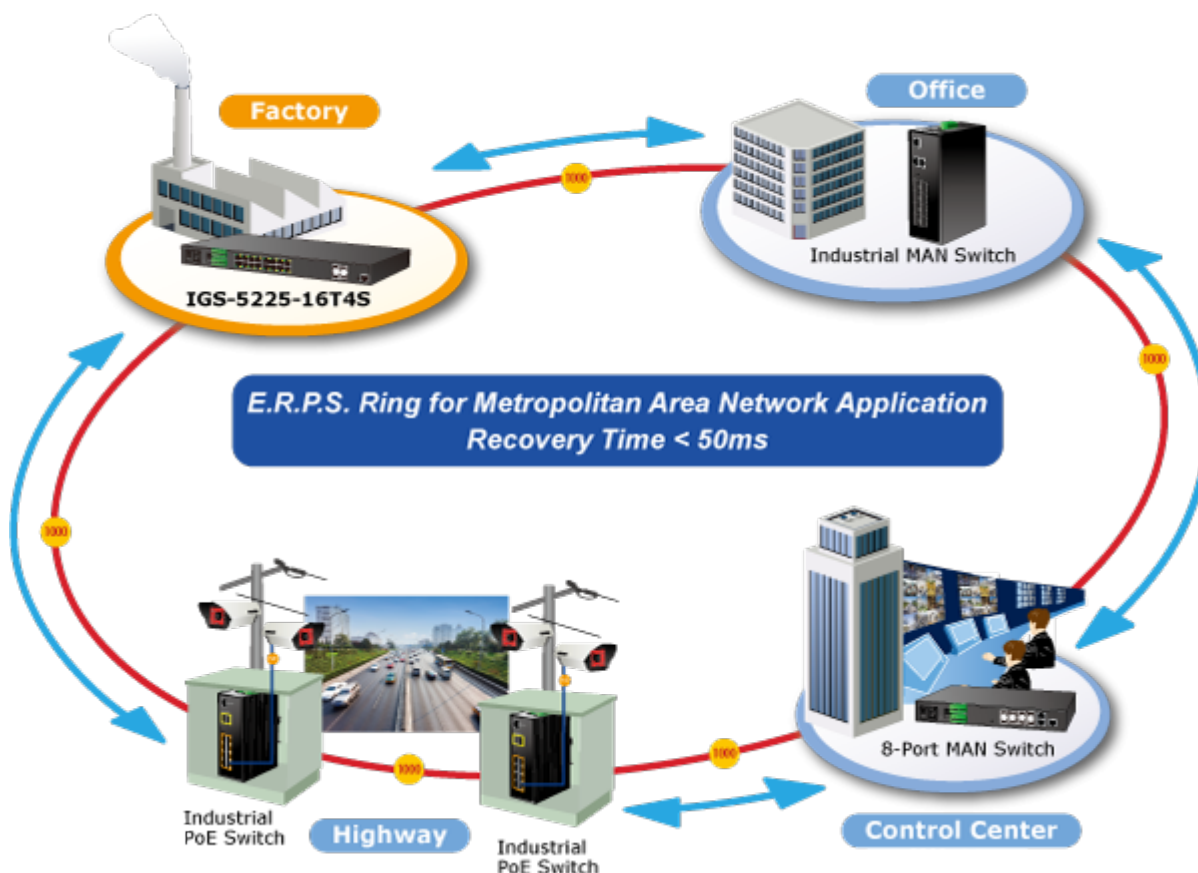 Factory
Office
1000
Industrial MAN Switch
IGS-5225-16T4S
1000
E.R.P.S. Ring for Metropolitan Area Network Application
Recovery Time < 50ms
1000
8-Port MAN Switch
1000
1000
Industrial
PoE Switch
Highway
Industrial
PoE Switch
Control Center